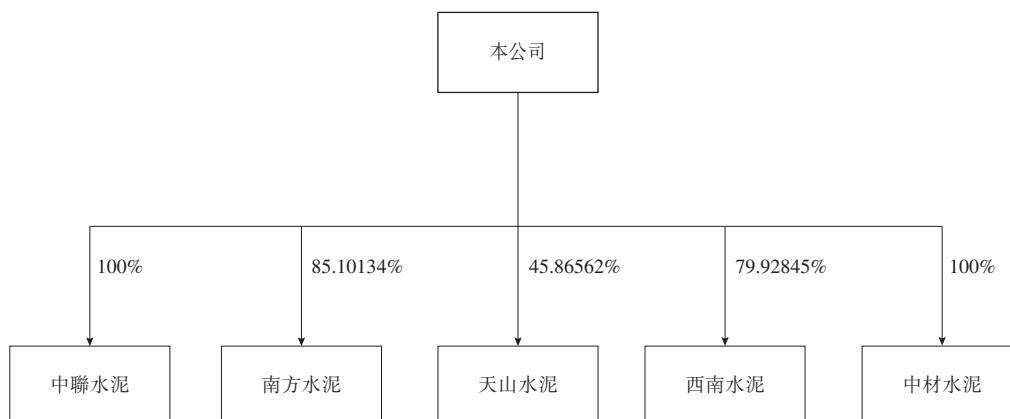 本公司
100%
85.10134%
45.86562%
79.92845%
100%
中聯水泥
南方水泥
天山水泥
西南水泥
中材水泥